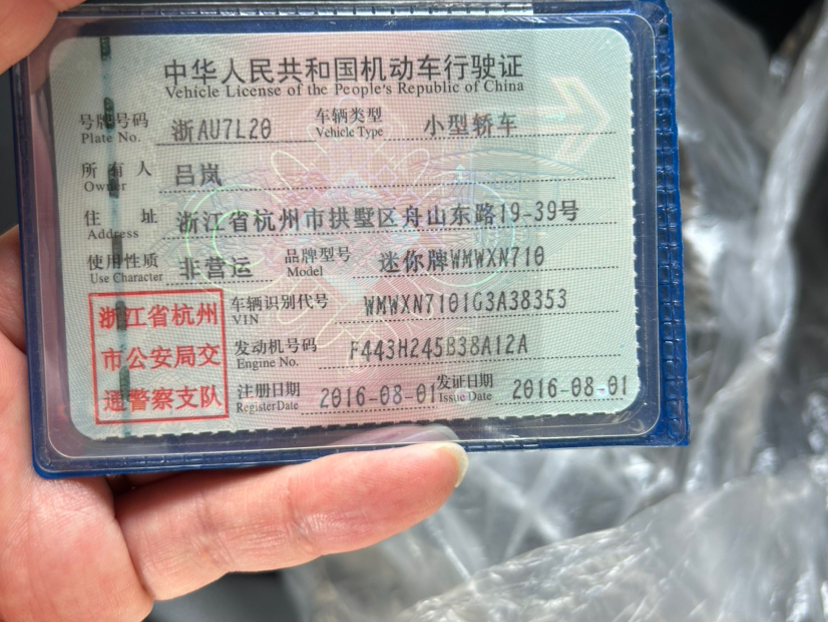 中华人民共和国机动车行驶证
Vehicle License of the People's Republic of China
号牌号码 浙AU7L20 车辆类型 小型轿车
Plate No. Vehicle Type
所有人 吕岚
Owner
住址 浙江省杭州市拱墅区舟山东路19-39号
Address
使用性质 非营运 品牌型号 迷你牌WMWXN710
Use Character Model
浙江省杭州
市公安局交
通警察支队
车辆识别代号 WMWXN7101G3A38353
VIN
发动机号码 F443H245B38A12A
Engine No.
注册日期 2016-08-01 发证日期 2016-08-01
Register Date Issue Date